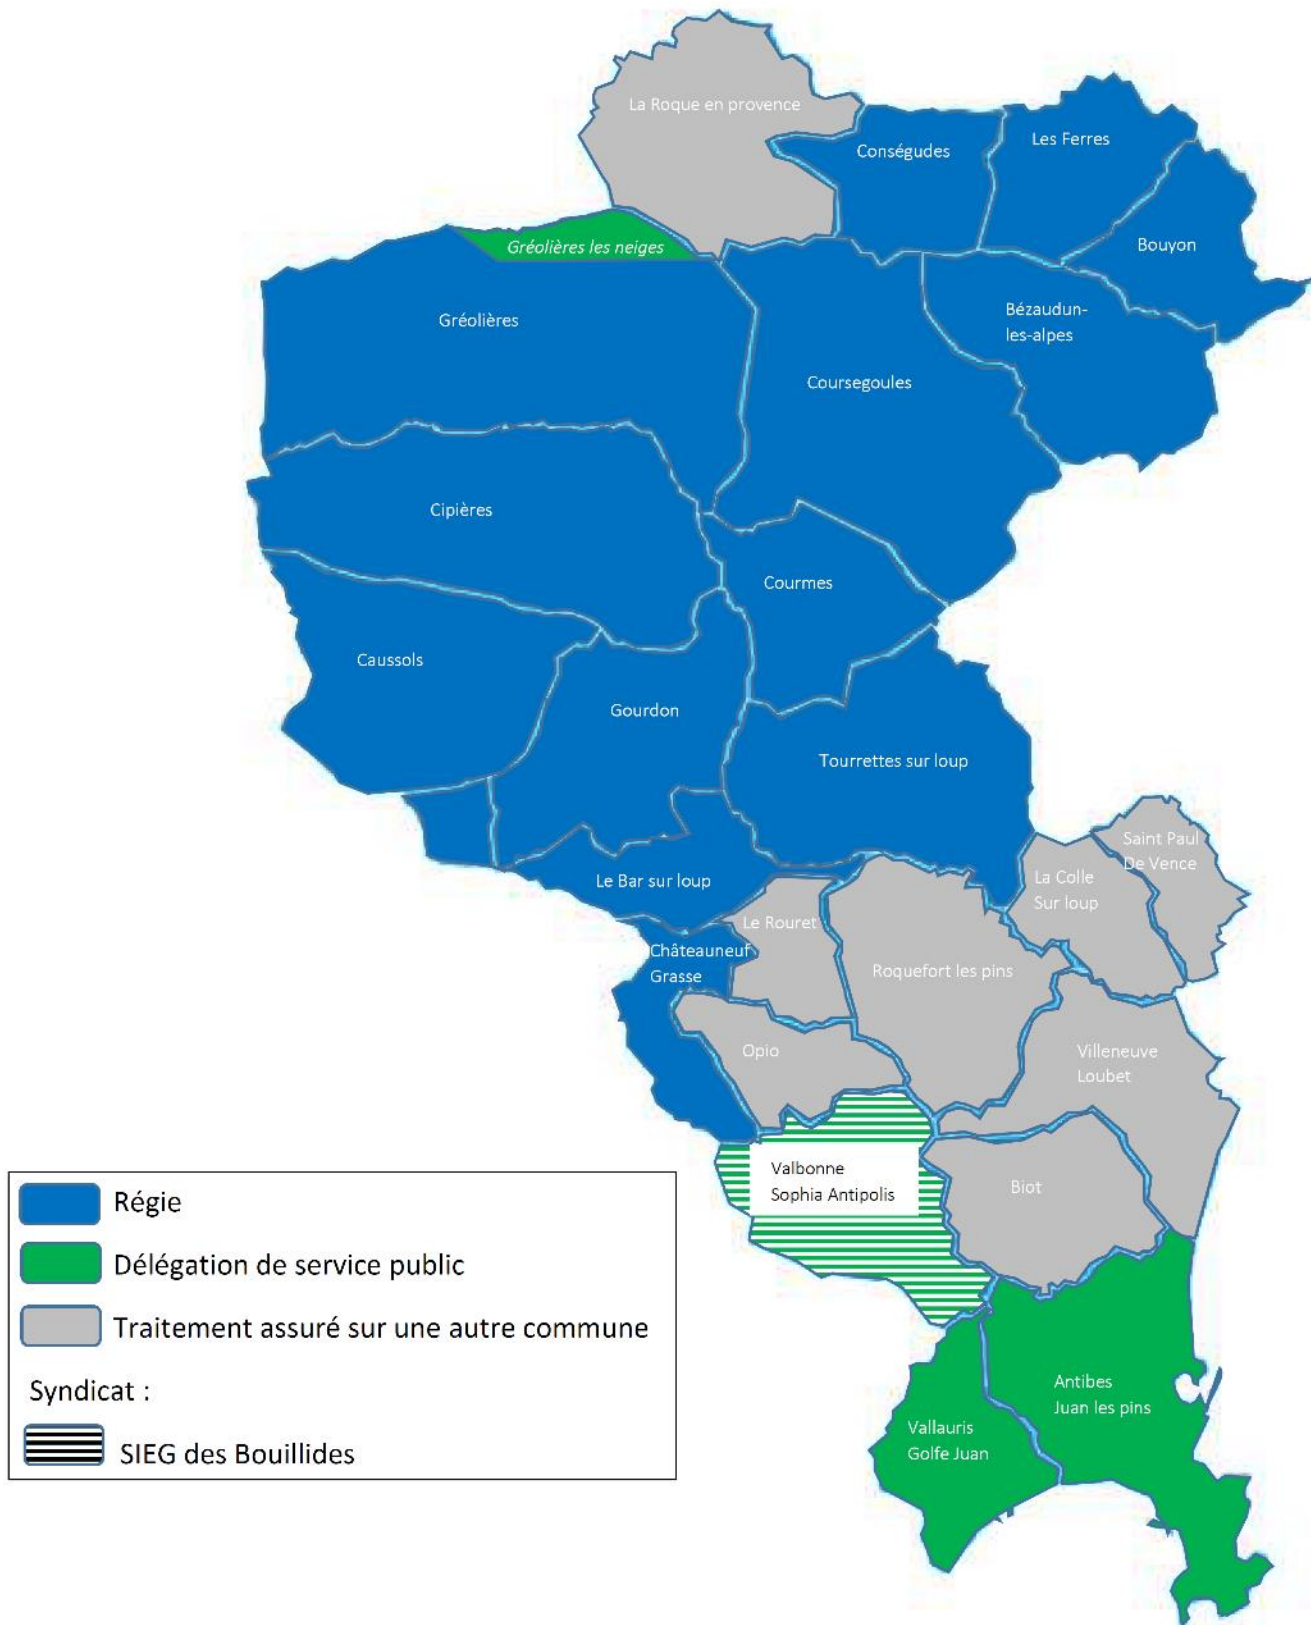 La Roque en provence
Conségudes
Les Ferres
Bouyon
Gréolières les neiges
Gréolières
Bézaudun-
les-alpes
Coursegoules
Cipières
Courmes
Caussols
Gourdon
Tourrettes sur loup
Saint Paul
De Vence
La Colle
Sur loup
Le Bar sur loup
Le Rouret
Châteauneuf
Grasse
Roquefort les pins
Opio
Villeneuve
Loubet
Valbonne
Sophia Antipolis
Biot
Antibes
Juan les pins
Vallauris
Golfe Juan
Régie
Délégation de service public
Traitement assuré sur une autre commune
Syndicat :
SIEG des Bouillides